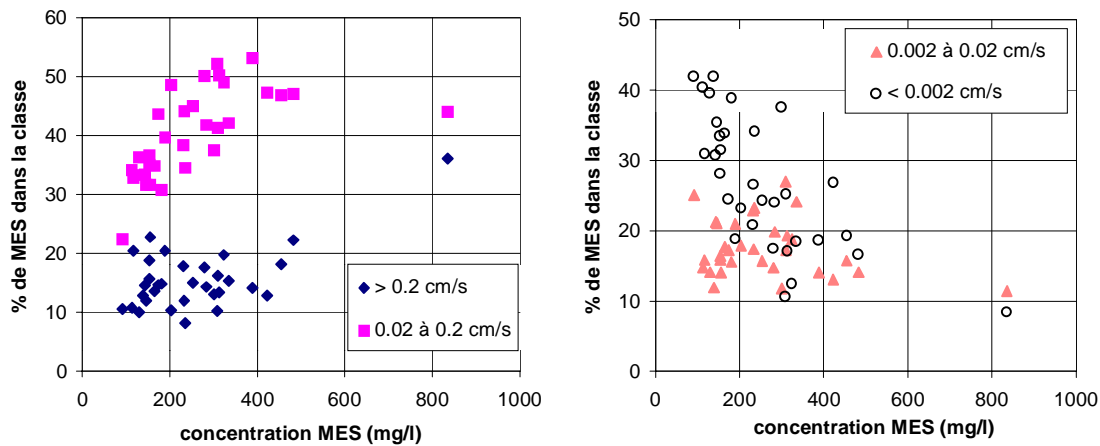 % de MES dans la classe
60
50
40
30
20
10
0
> 0.2 cm/s
0.02 à 0.2 cm/s
0 200 400 600 800 1000
concentration MES (mg/l)
% de MES dans la classe
50
40
30
20
10
0
0.002 à 0.02 cm/s
< 0.002 cm/s
0 200 400 600 800 1000
concentration MES (mg/l)